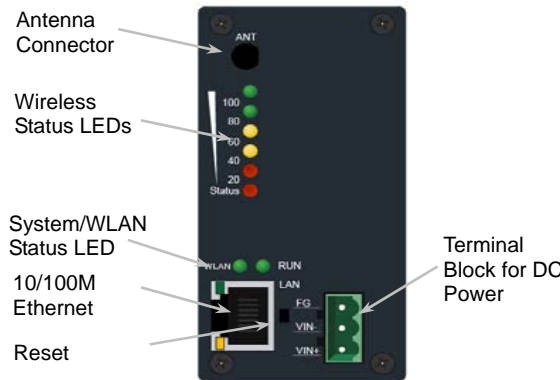 Antenna
Connector
ANT
Wireless
Status LEDs
100
80
60
40
20
Status
System/WLAN
Status LED
WLAN
RUN
LAN
10/100M
Ethernet
Reset
FG
VIN-
VIN+
Terminal
Block for DC
Power